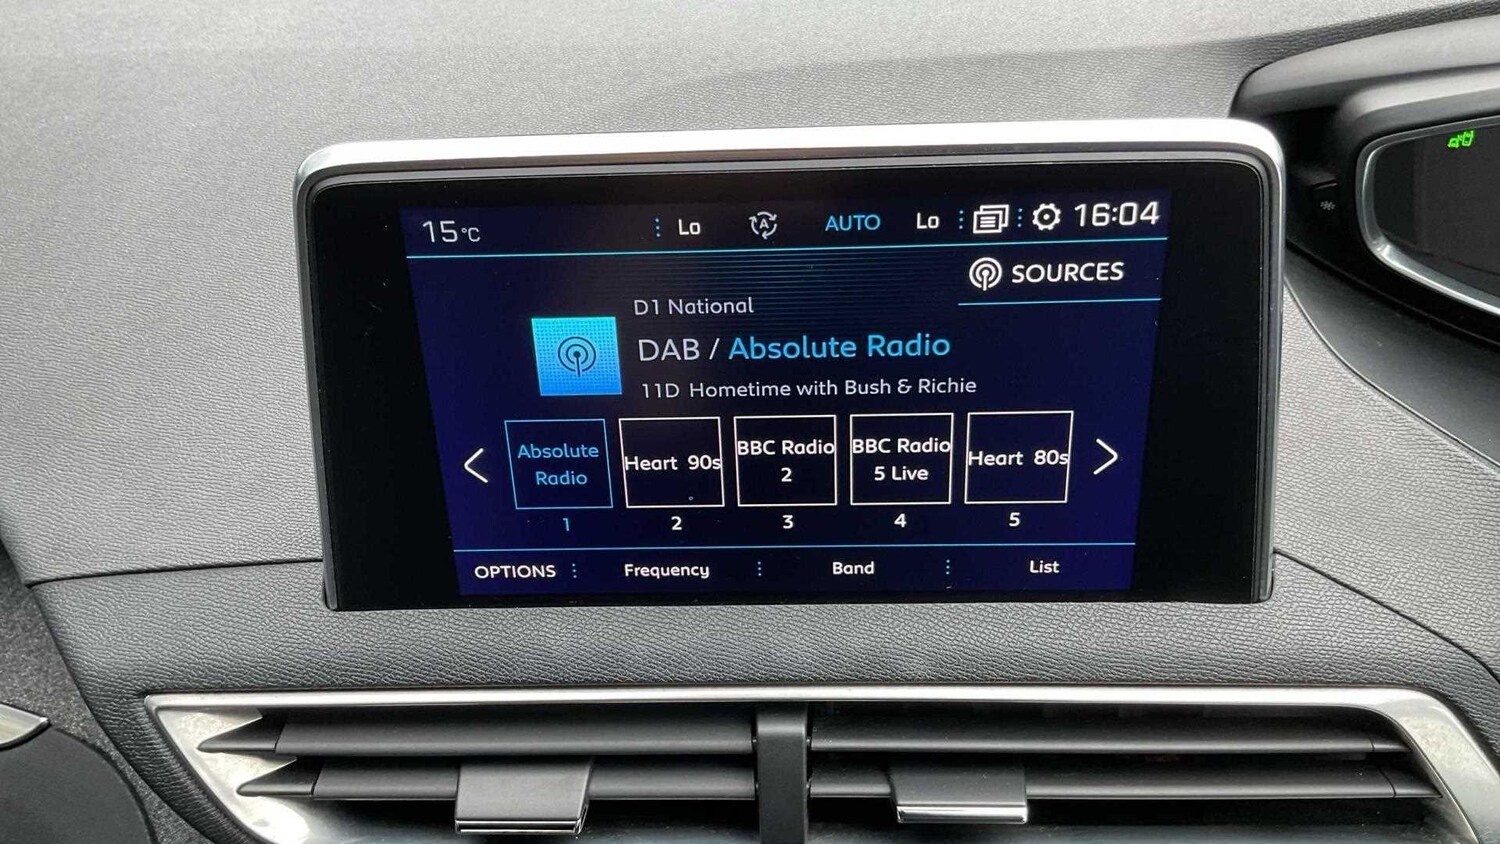 15°C Lo A AUTO Lo 16:04
SOURCES
D1 National
DAB / Absolute Radio
11D Hometime with Bush & Richie
Absolute
Radio
Heart 90s
BBC Radio
2
BBC Radio
5 Live
Heart 80s
1 2 3 4 5
OPTIONS Frequency Band List